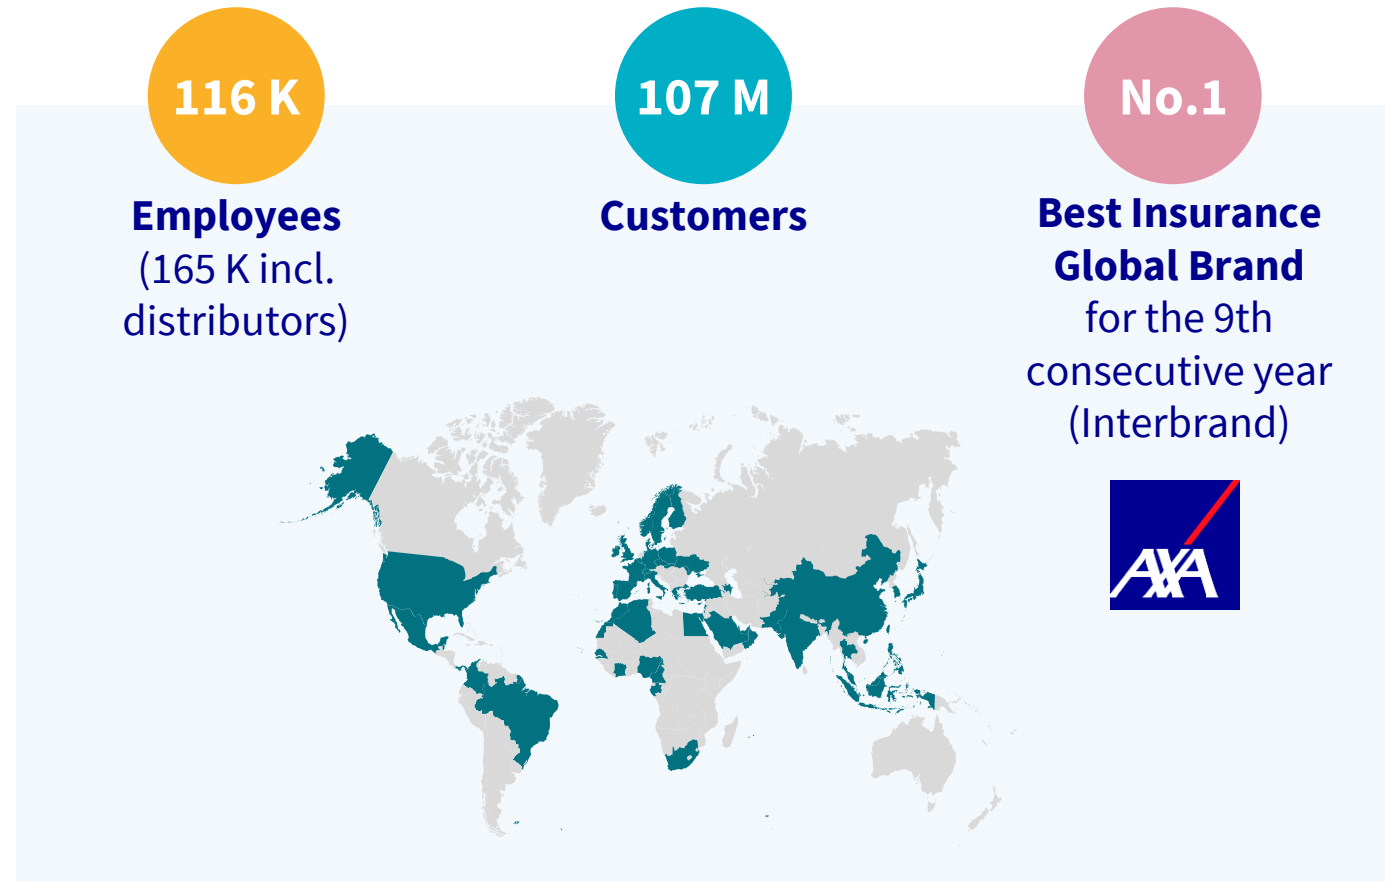 116 K
Employees
(165 K incl.
distributors)
107 M
Customers
No.1
Best Insurance
Global Brand
for the 9th
consecutive year
(Interbrand)
AXA